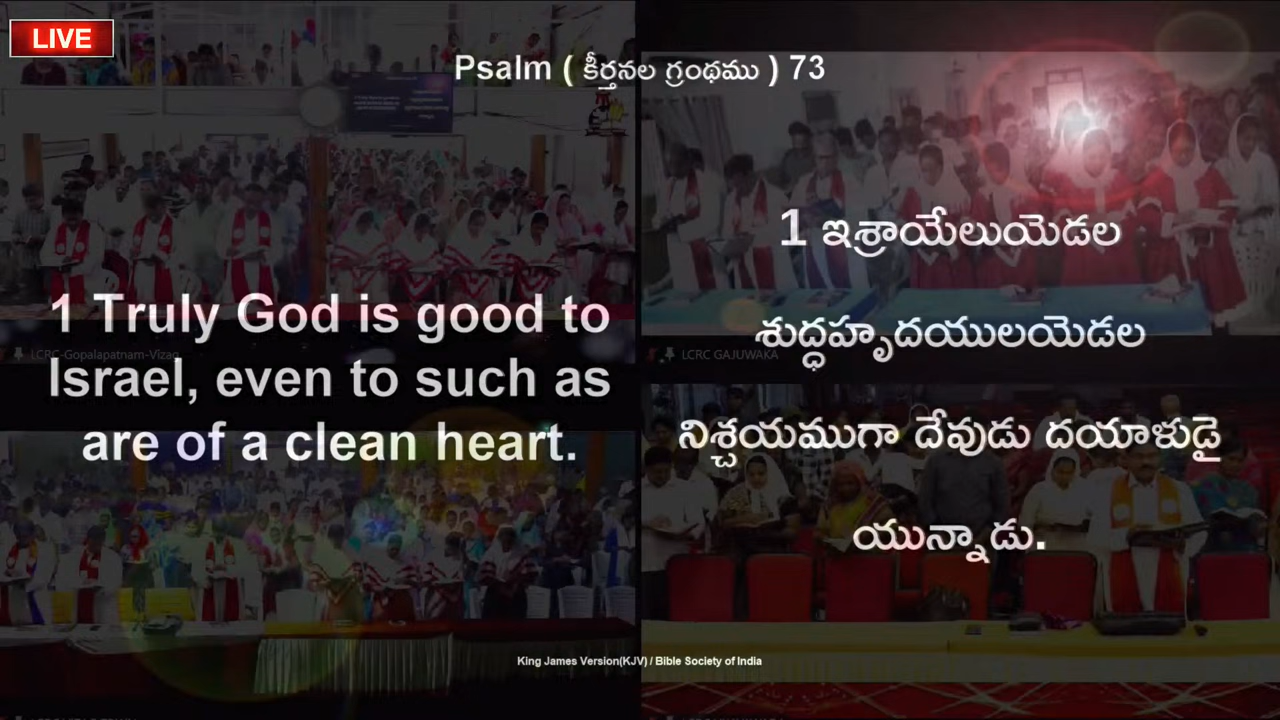 LIVE
Psalm ( కీర్తనల గ్రంథము ) 73
1 Truly God is good to
Israel, even to such as
are of a clean heart.
1 ఇశ్రాయేలుయెడల
శుద్ధహృదయులయెడల
నిశ్చయముగా దేవుడు దయాళుడై
యున్నాడు.
LCRC-Gopalapatnam-Vizag
LCRC GAJUWAKA
King James Version(KJV) / Bible Society of India